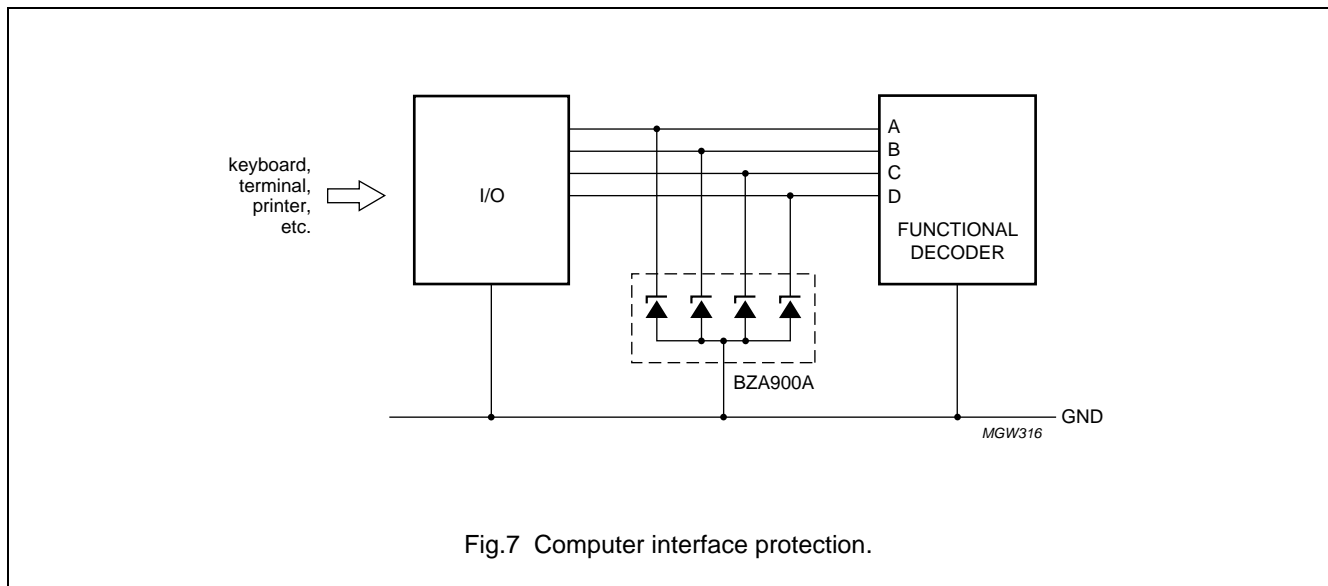 keyboard,
terminal,
printer,
etc.
I/O
A
B
C
D
FUNCTIONAL
DECODER
BZA900A
GND
MGW316
Fig.7 Computer interface protection.